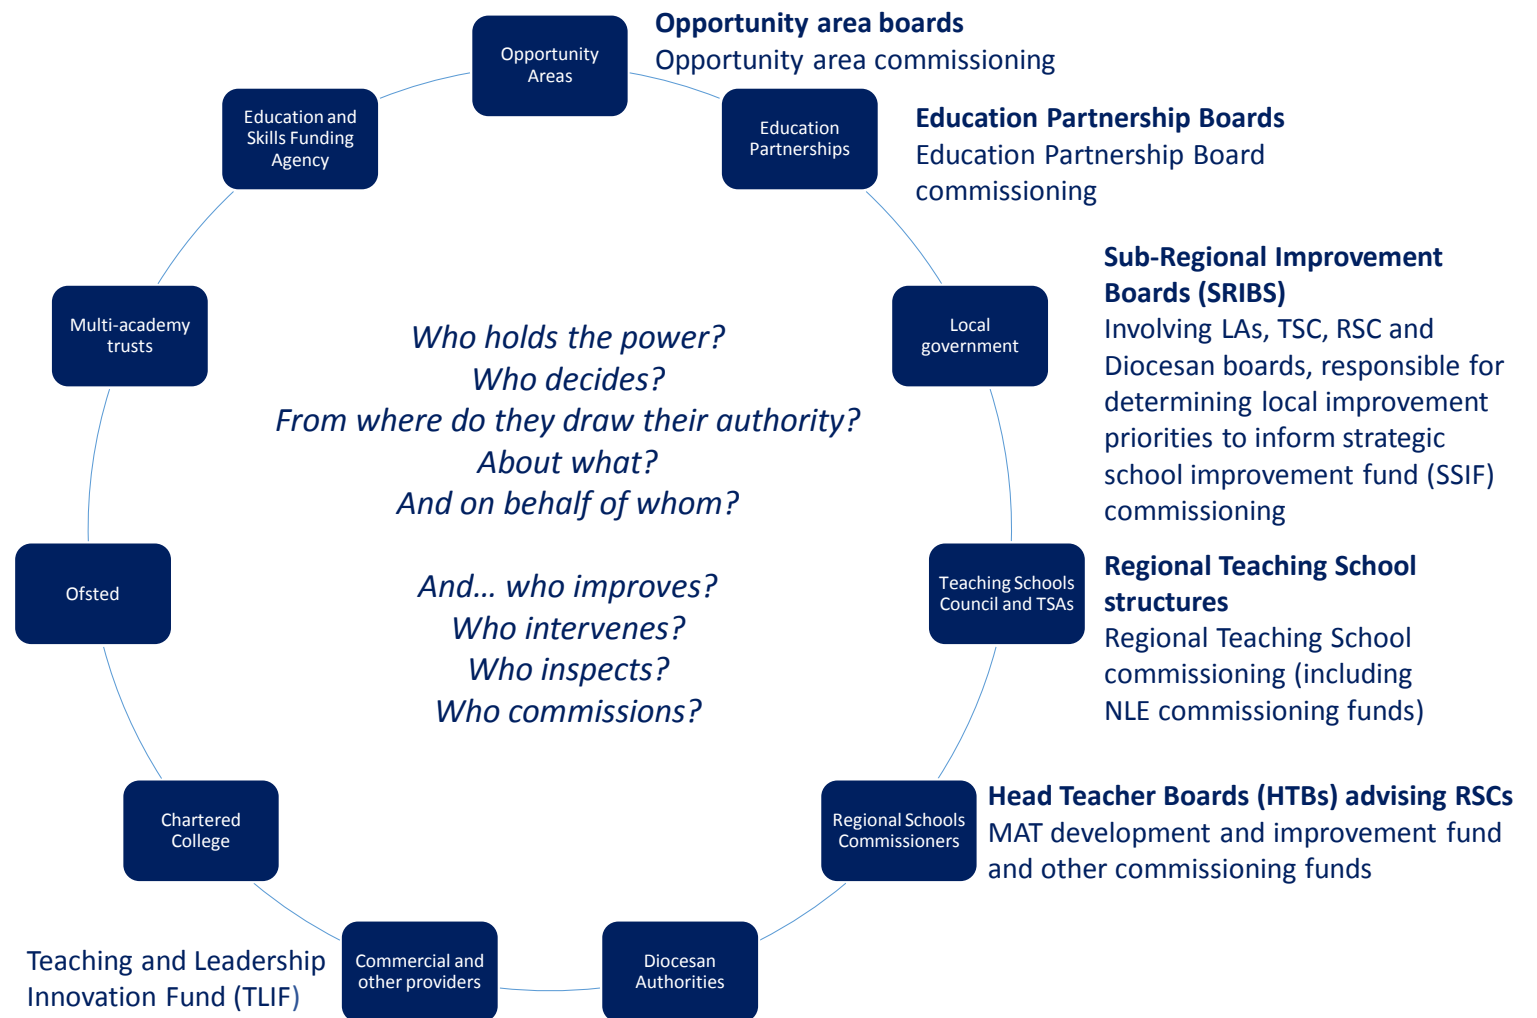 Opportunity
Areas
Opportunity area boards
Opportunity area commissioning
Education
Partnerships
Education Partnership Boards
Education Partnership Board
commissioning
Local
government
Sub-Regional Improvement
Boards (SRIBS)
Involving LAs, TSC, RSC and
Diocesan boards, responsible for
determining local improvement
priorities to inform strategic
school improvement fund (SSIF)
commissioning
Teaching Schools
Council and TSAs
Regional Teaching School
structures
Regional Teaching School
commissioning (including
NLE commissioning funds)
Regional Schools
Commissioners
Head Teacher Boards (HTBs) advising RSCs
MAT development and improvement fund
and other commissioning funds
Diocesan
Authorities
Commercial and
other providers
Teaching and Leadership
Innovation Fund (TLIF)
Chartered
College
Ofsted
Multi-academy
trusts
Education and
Skills Funding
Agency
Who holds the power?
Who decides?
From where do they draw their authority?
About what?
And on behalf of whom?
And... who improves?
Who intervenes?
Who inspects?
Who commissions?